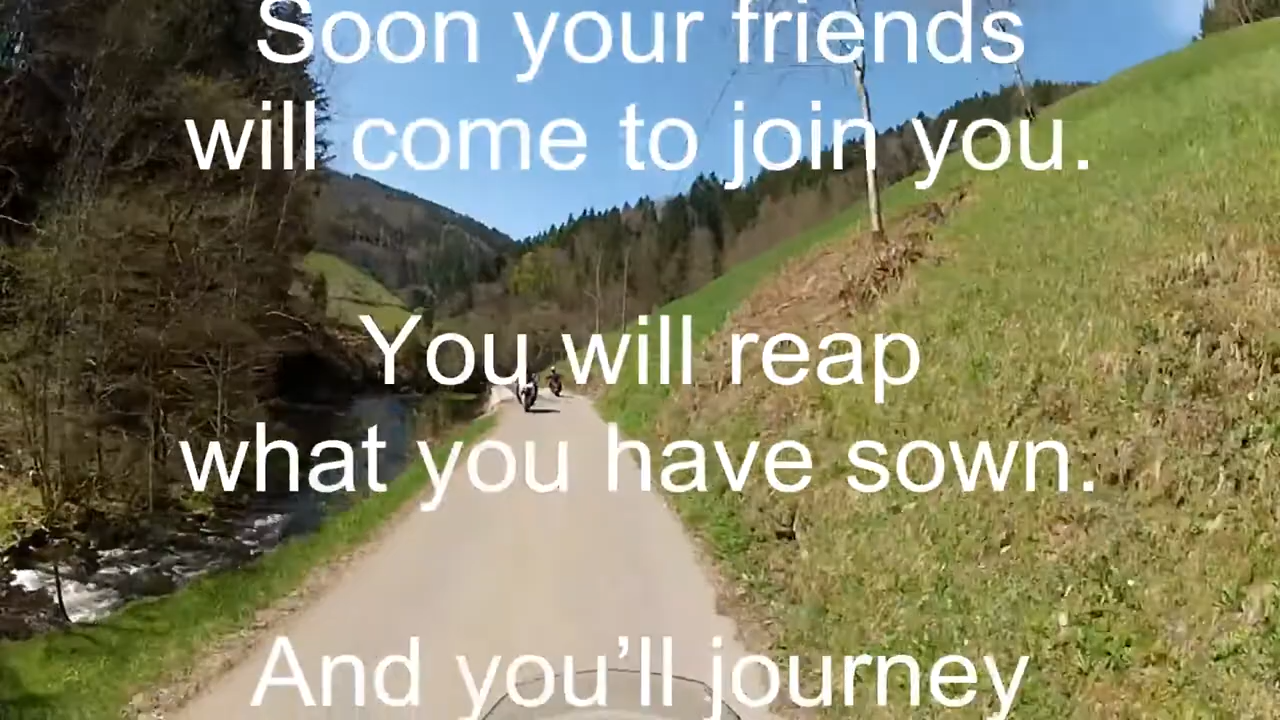 Soon your friends
will come to join you.
You will reap
what you have sown.
And you’ll journey